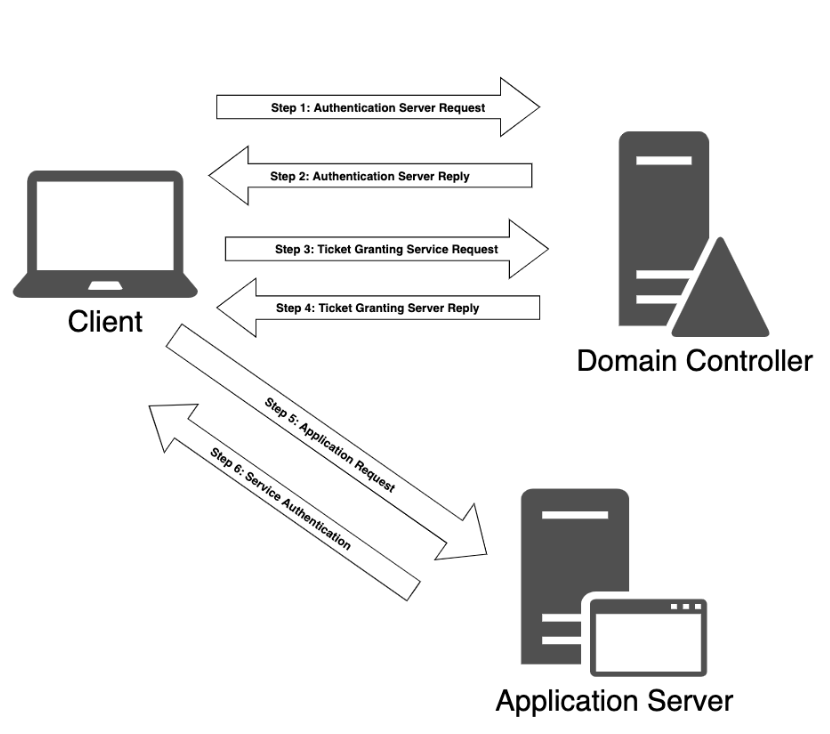 Step 1: Authentication Server Request
Step 2: Authentication Server Reply
Step 3: Ticket Granting Service Request
Step 4: Ticket Granting Server Reply
Client
Domain Controller
Step 5: Application Request
Step 6: Service Authentication
Application Server